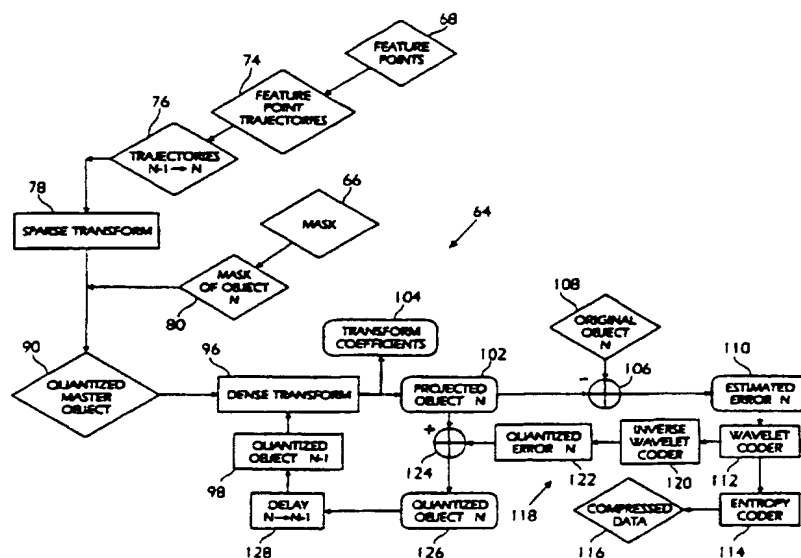 68
FEATURE
POINTS
74
FEATURE
POINT
TRAJECTORIES
76
TRAJECTORIES
N-1 → N
78
SPARSE TRANSFORM
66
MASK
64
MASK
OF OBJECT
N
80
104
TRANSFORM
COEFFICIENTS
108
ORIGINAL
OBJECT
N
90
QUANTIZED
MASTER
OBJECT
96
DENSE TRANSFORM
102
PROJECTED
OBJECT N
-
106
110
ESTIMATED
ERROR N
QUANTIZED
OBJECT N-1
98
+
124
QUANTIZED
ERROR N
122
INVERSE
WAVELET
CODER
120
WAVELET
CODER
112
118
DELAY
N→N-1
128
QUANTIZED
OBJECT N
126
COMPRESSED
DATA
116
ENTROPY
CODER
114